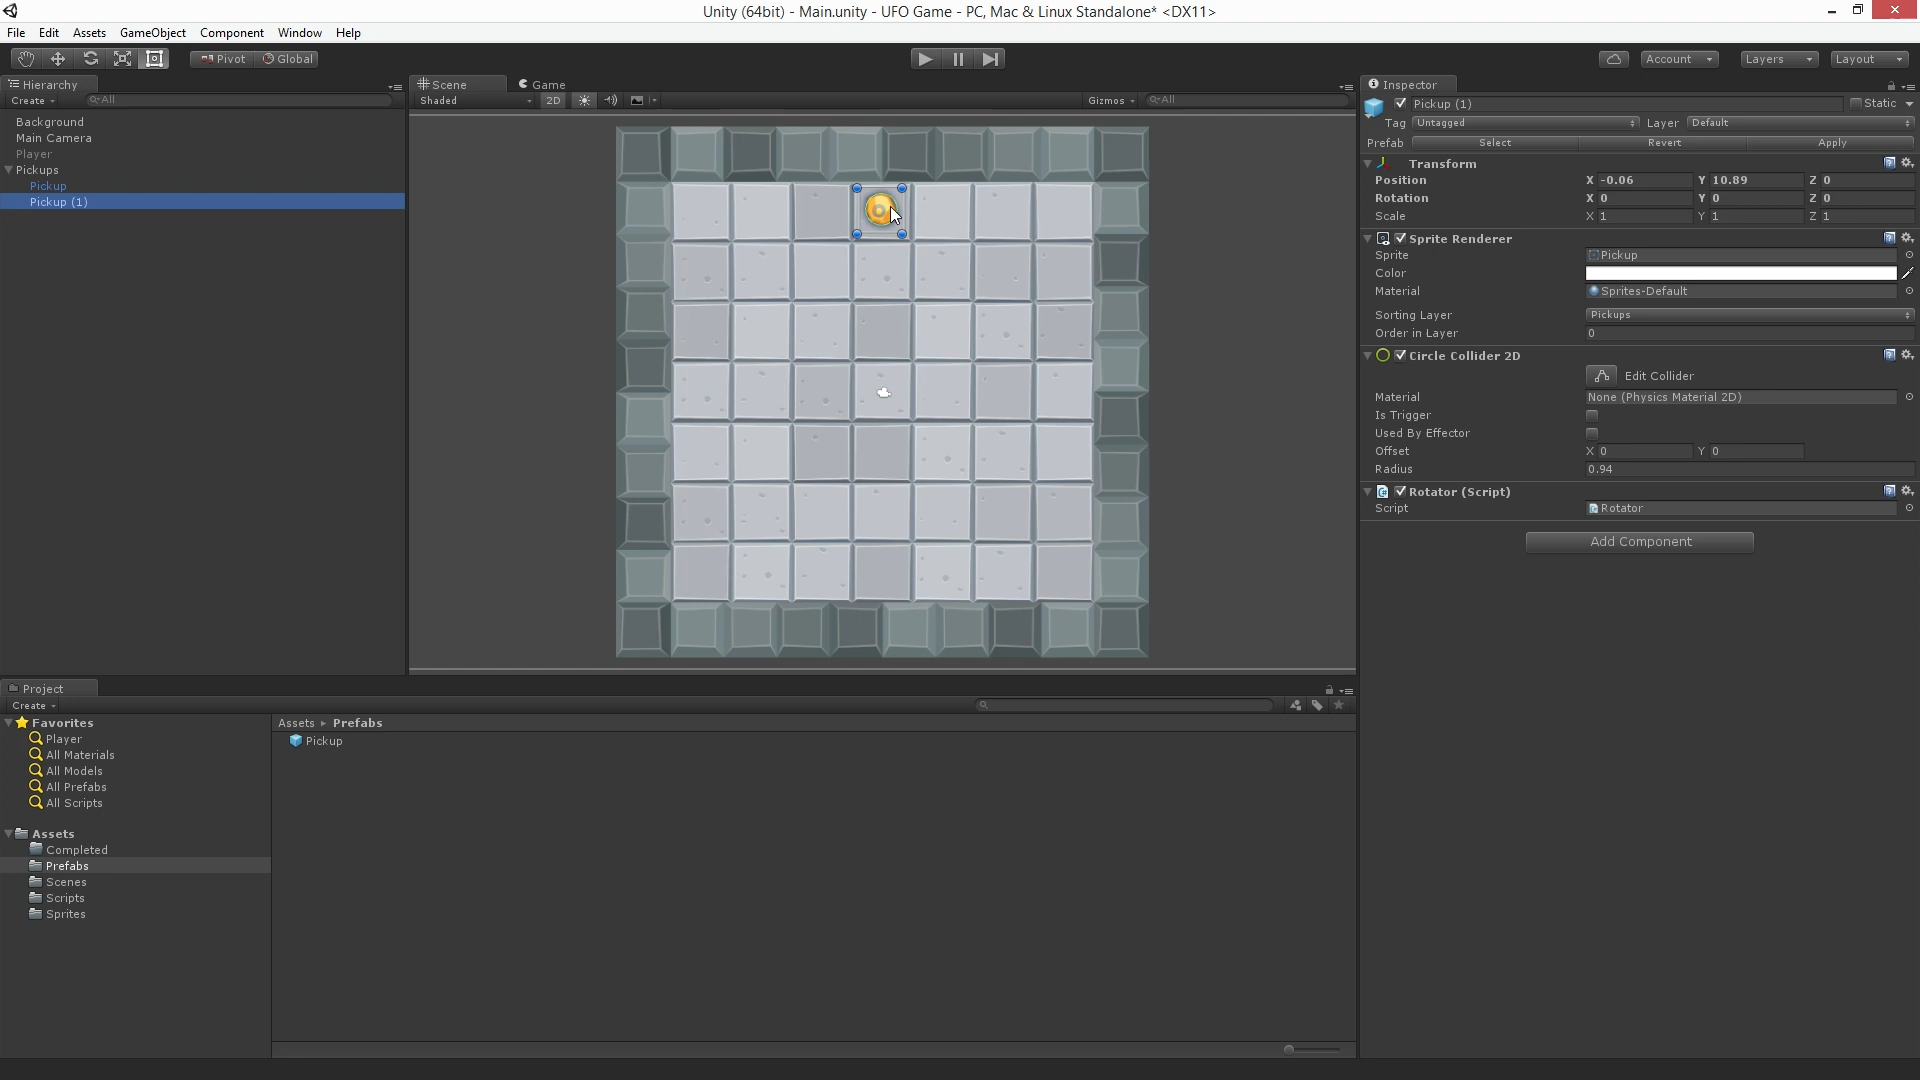 Unity (64bit) - Main.unity - UFO Game - PC, Mac & Linux Standalone* <DX11>
File Edit Assets GameObject Component Window Help
Pivot Global Account Layers Layout
Hierarchy
Create All
Background
Main Camera
Player
Pickups
Pickup
Pickup (1)
Scene Game
Shaded 2D Gizmos All
Inspector
Pickup (1) Static
Tag Untagged Layer Default
Prefab Select Revert Apply
Transform
Position X -0.06 Y 10.89 Z 0
Rotation X 0 Y 0 Z 0
Scale X 1 Y 1 Z 1
Sprite Renderer
Sprite Pickup
Color
Material Sprites-Default
Sorting Layer Pickups
Order in Layer 0
Circle Collider 2D
Edit Collider
Material None (Physics Material 2D)
Is Trigger
Used By Effector
Offset X 0 Y 0
Radius 0.94
Rotator (Script)
Script Rotator
Add Component
Project
Create
Favorites
Player
All Materials
All Models
All Prefabs
All Scripts
Assets
Completed
Prefabs
Scenes
Scripts
Sprites
Assets Prefabs
Pickup